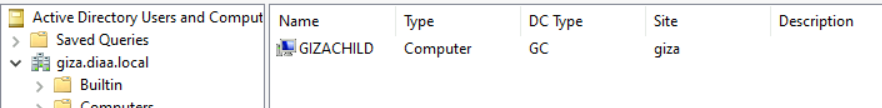 Active Directory Users and Comput
Name Type DC Type Site Description
Saved Queries
GIZACHILD Computer GC giza
giza.diaa.local
Builtin
Computers